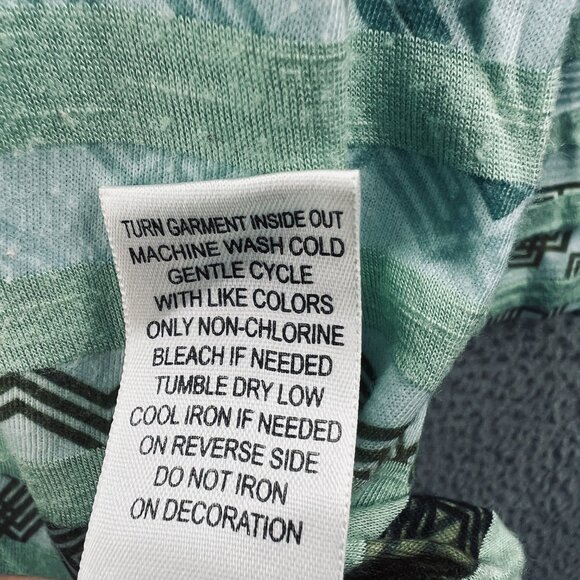 TURN GARMENT INSIDE OUT
MACHINE WASH COLD
GENTLE CYCLE
WITH LIKE COLORS
ONLY NON-CHLORINE
BLEACH IF NEEDED
TUMBLE DRY LOW
COOL IRON IF NEEDED
ON REVERSE SIDE
DO NOT IRON
ON DECORATION